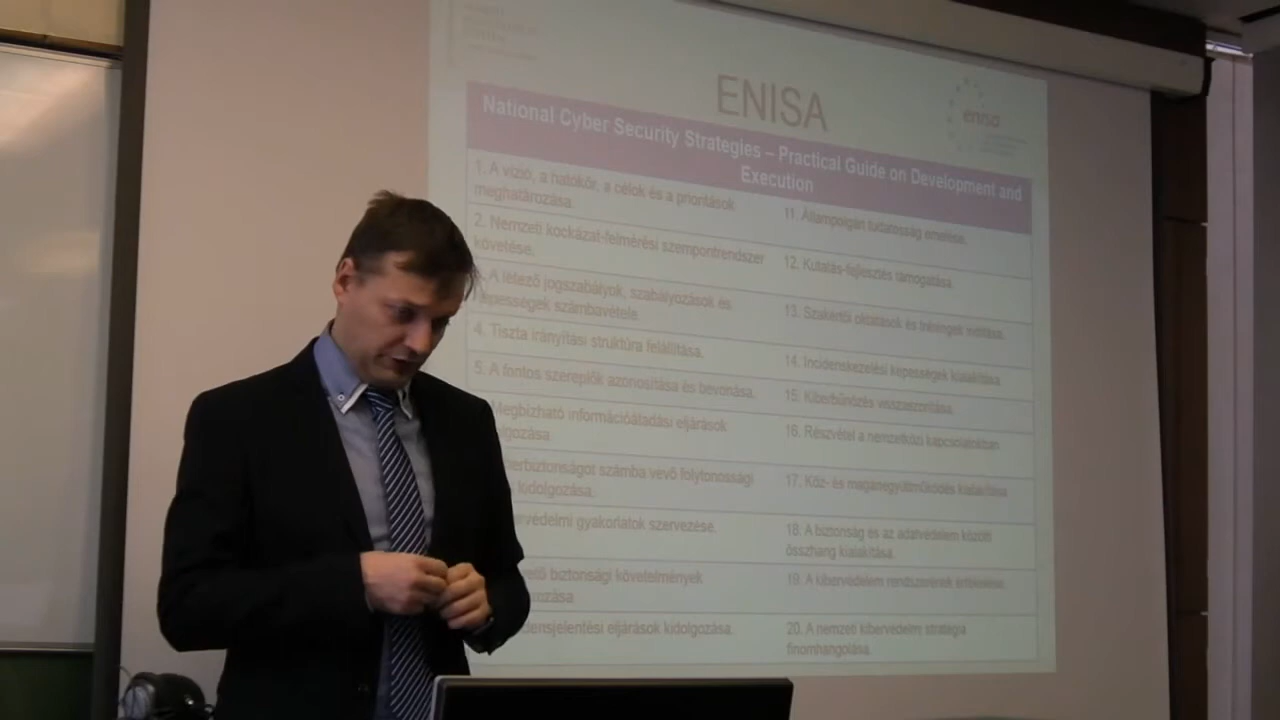 ENISA
enisa
National Cyber Security Strategies – Practical Guide on Development and
Execution
1. A vízió, a hatókör, a célok és a prioritások
meghatározása.
2. Nemzeti kockázat-felmérési szempontrendszer
követése.
A létező jogszabályok, szabályozások és
képességek számbavétele.
4. Tiszta irányítási struktúra felállítása.
5. A fontos szereplők azonosítása és bevonása.
Megbízható információátadási eljárások
számba vevő folytonossági
kidolgozása.
gyakorlatok szervezése.
biztonsági követelmények
eljárások kidolgozása.
11. Állampolgári tudatosság emelése.
12. Kutatás-fejlesztés támogatása.
13. Szakértői oktatások és tréningek indítása.
14. Incidenskezelési képességek kialakítása.
15. Kiberbűnözés visszaszorítása.
16. Részvétel a nemzetközi kapcsolatokban.
17. Köz- és magánegyüttműködés kialakítása.
18. A biztonság és az adatvédelem közötti
összhang kialakítása.
19. A kibervédelem rendszerének értékelése.
20. A nemzeti kibervédelmi stratégia
finomhangolása.